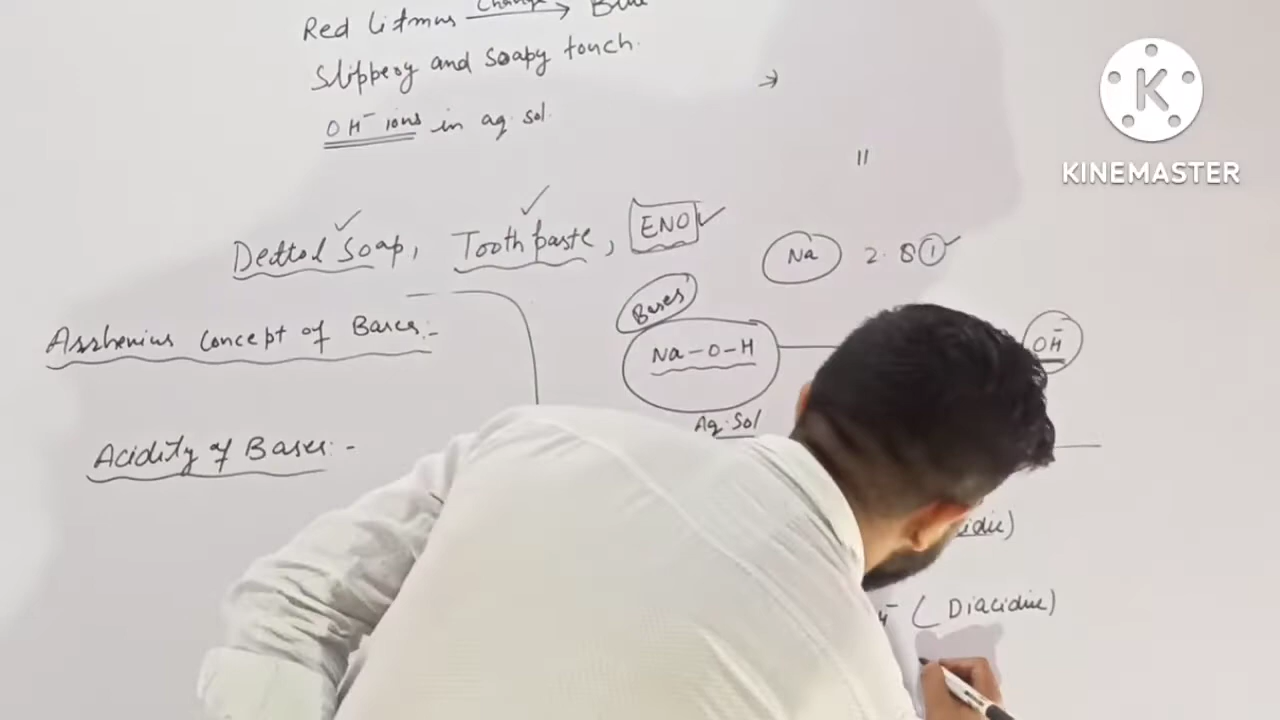 Red Litmus Change Blue
Slippery and Soapy touch.
OH⁻ ions in aq. sol.
KINEMASTER
Dettol Soap, Tooth paste, ENO
Na 2. 8 1
Bases
Asshenius Concept of Bases:-
Na-O-H
OH⁻
Aq. Sol
Acidity of Bases:-
(Diacidic)